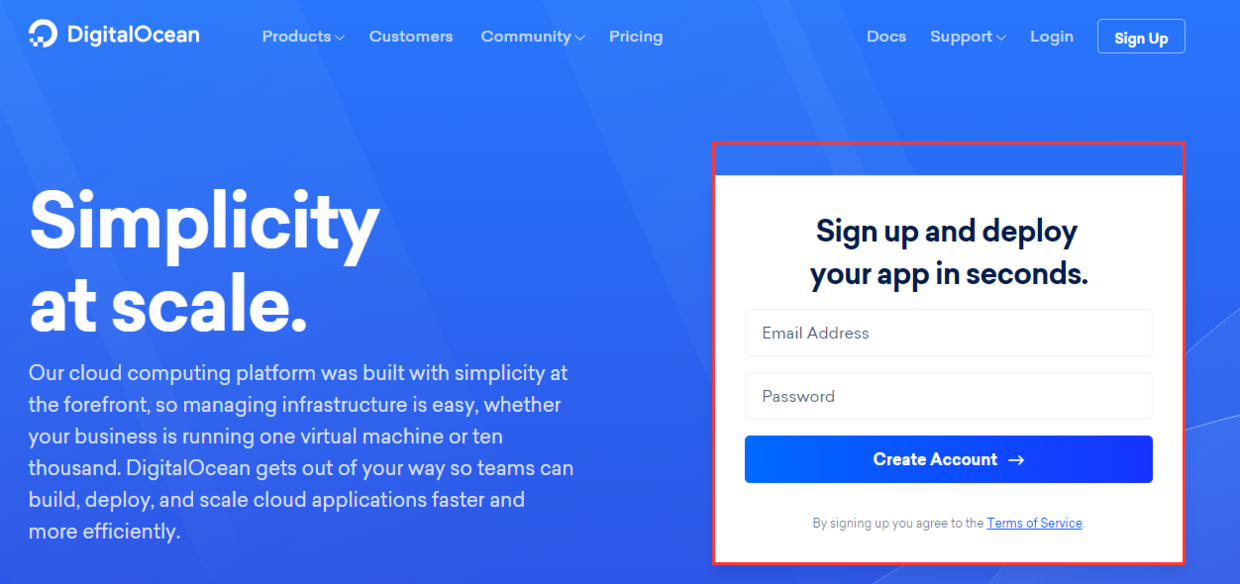 DigitalOcean
Products
Customers
Community
Pricing
Docs
Support
Login
Sign Up
Simplicity
at scale.
Our cloud computing platform was built with simplicity at
the forefront, so managing infrastructure is easy, whether
your business is running one virtual machine or ten
thousand. DigitalOcean gets out of your way so teams can
build, deploy, and scale cloud applications faster and
more efficiently.
Sign up and deploy
your app in seconds.
Email Address
Password
Create Account →
By signing up you agree to the Terms of Service.